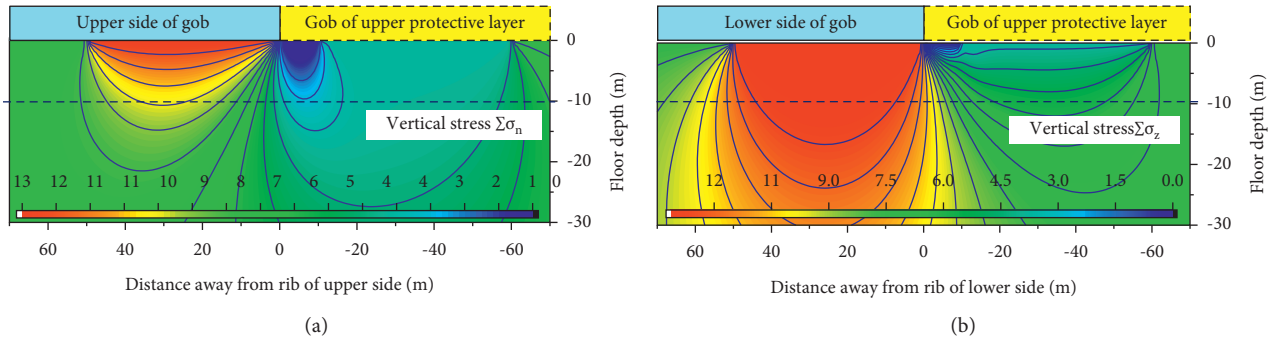 Upper side of gob
Gob of upper protective layer
0
-10
-20
-30
Floor depth (m)
Vertical stress Σσn
13 12 11 11 10 9 8 7 6 5 4 4 2 1 0
60 40 20 0 -20 -40 -60
Distance away from rib of upper side (m)
(a)
Lower side of gob
Gob of upper protective layer
0
-10
-20
-30
Floor depth (m)
Vertical stressΣσz
12 11 9.0 7.5 6.0 4.5 3.0 1.5 0.0
60 40 20 0 -20 -40 -60
Distance away from rib of lower side (m)
(b)